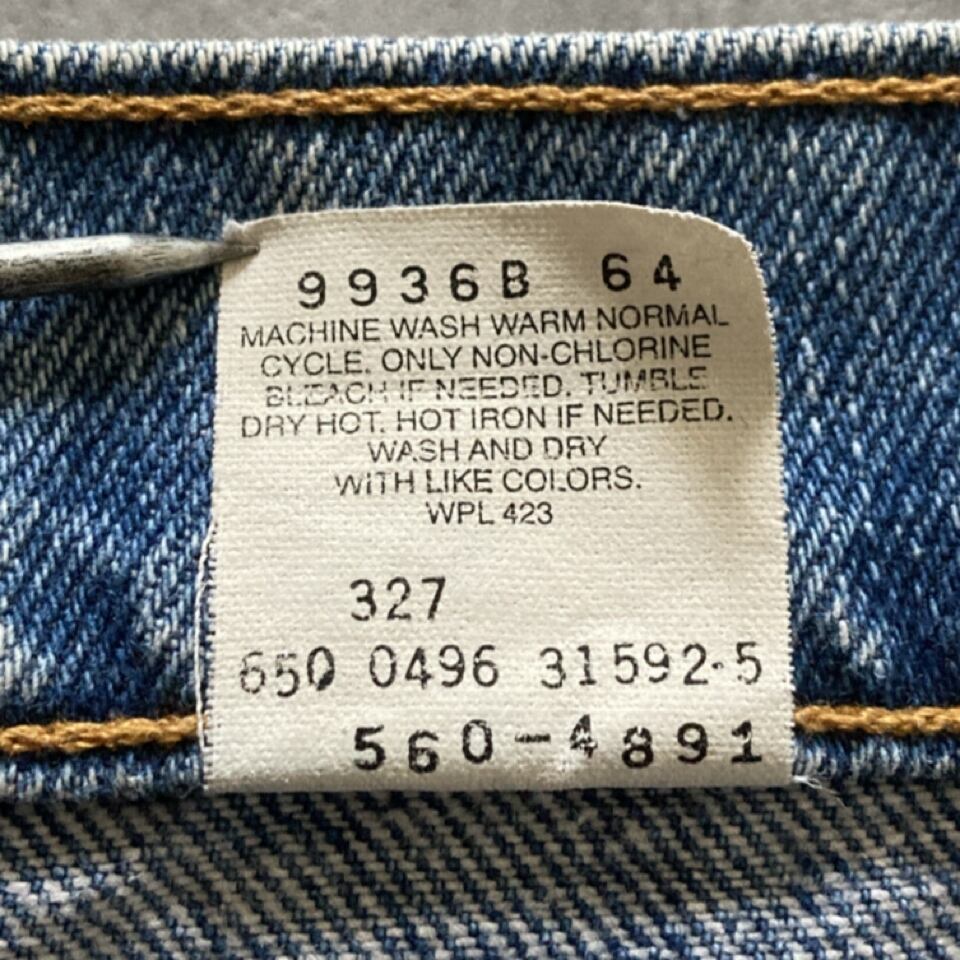 9936B 64
MACHINE WASH WARM NORMAL
CYCLE. ONLY NON-CHLORINE
BLEACH IF NEEDED. TUMBLE
DRY HOT. HOT IRON IF NEEDED.
WASH AND DRY
WITH LIKE COLORS.
WPL 423
327
650 0496 31592-5
560-4891